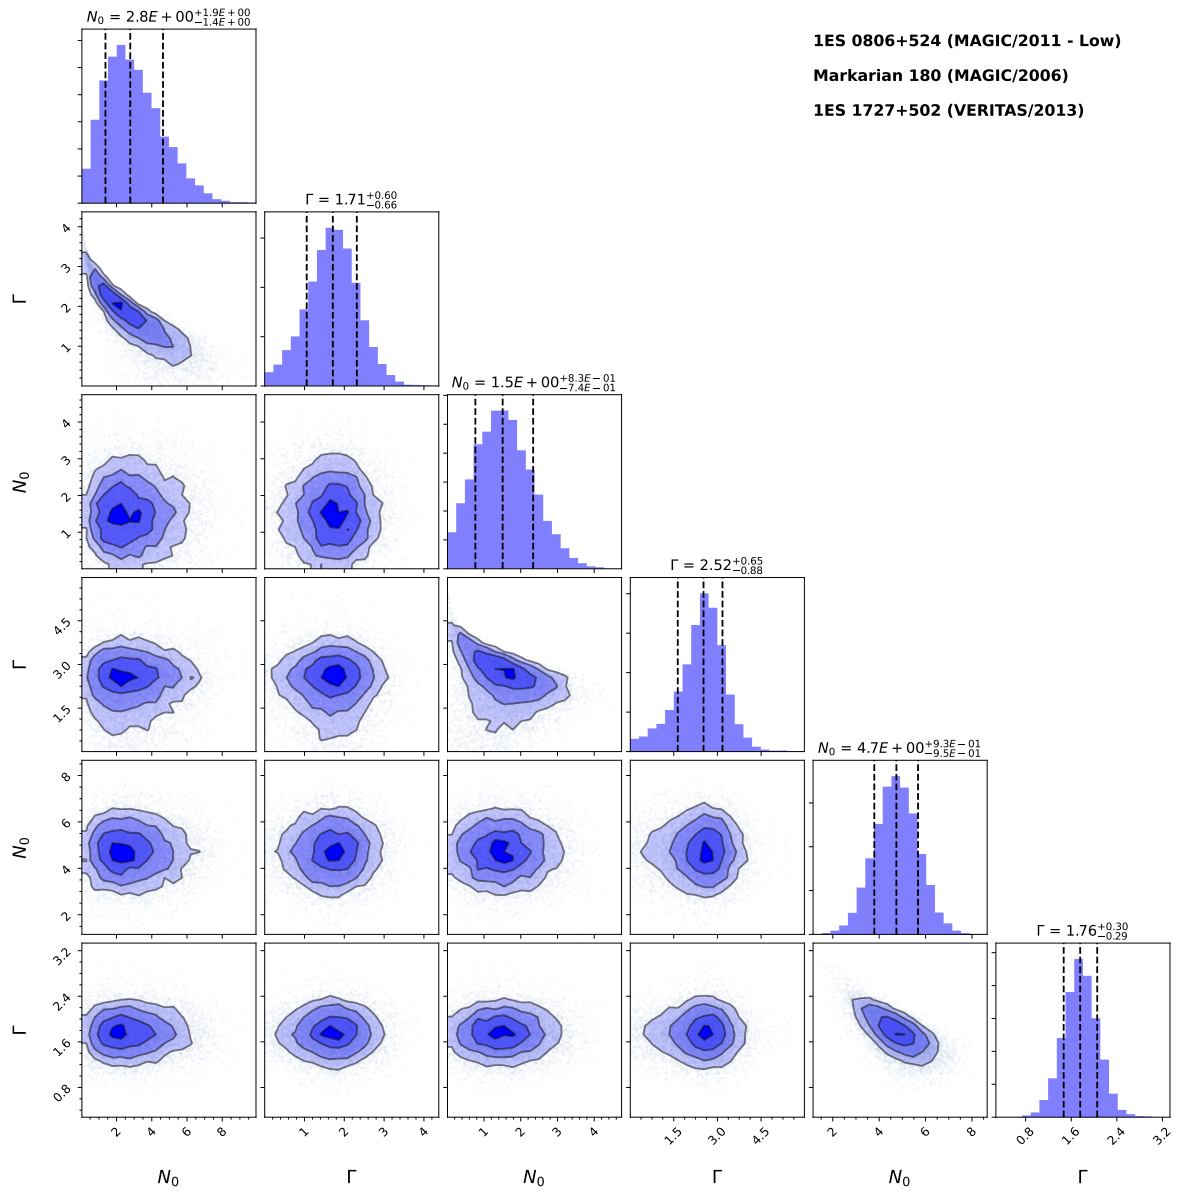 N₀ = 2.8E + 00 +1.9E+00 −1.4E+00
1ES 0806+524 (MAGIC/2011 - Low)
Markarian 180 (MAGIC/2006)
1ES 1727+502 (VERITAS/2013)
Γ = 1.71 +0.60 −0.66
Γ
4
3
2
1
N₀ = 1.5E + 00 +8.3E−01 −7.4E−01
N₀
4
3
2
1
Γ = 2.52 +0.65 −0.88
Γ
4.5
3.0
1.5
N₀ = 4.7E + 00 +9.3E−01 −9.5E−01
N₀
8
6
4
2
Γ = 1.76 +0.30 −0.29
Γ
3.2
2.4
1.6
0.8
2 4 6 8 1 2 3 4 1 2 3 4 1.5 3.0 4.5 2 4 6 8 0.8 1.6 2.4 3.2
N₀ Γ N₀ Γ N₀ Γ